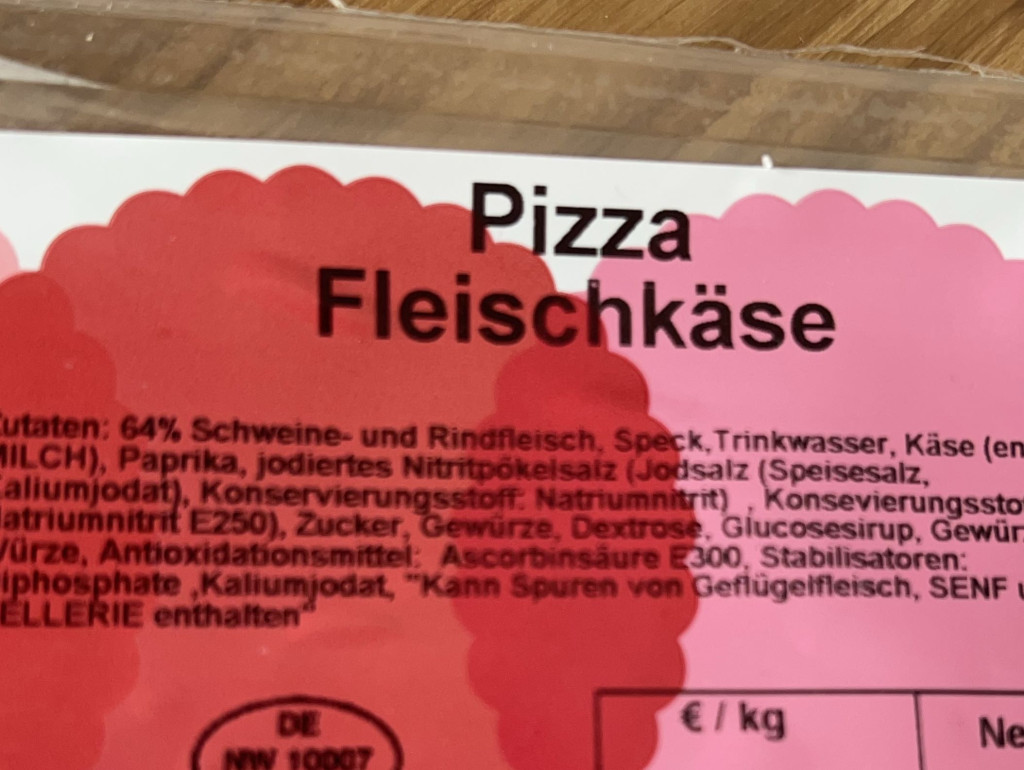 Pizza
Fleischkäse
utaten: 64% Schweine- und Rindfleisch, Speck,Trinkwasser, Käse (en
MILCH), Paprika, jodiertes Nitritpökelsalz (Jodsalz (Speisesalz,
aliumjodat), Konservierungsstoff: Natriumnitrit) , Konsevierungssto
atriumnitrit E250), Zucker, Gewürze, Dextrose, Glucosesirup, Gewür
würze, Antioxidationsmittel: Ascorbinsäure E300, Stabilisatoren:
iphosphate ,Kaliumjodat, "Kann Spuren von Geflügelfleisch, SENF u
ELLERIE enthalten"
DE
NW 10007
€ / kg
Ne